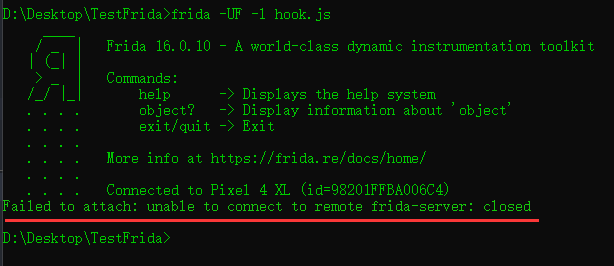 D:\Desktop\TestFrida>frida -UF -l hook.js
     ____
    / _  |   Frida 16.0.10 - A world-class dynamic instrumentation toolkit
   | (_| |
    > _  |   Commands:
   /_/ |_|       help      -> Displays the help system
   . . . .       object?   -> Display information about 'object'
   . . . .       exit/quit -> Exit
   . . . .
   . . . .   More info at https://frida.re/docs/home/
   . . . .
   . . . .   Connected to Pixel 4 XL (id=98201FFBA006C4)
Failed to attach: unable to connect to remote frida-server: closed
D:\Desktop\TestFrida>